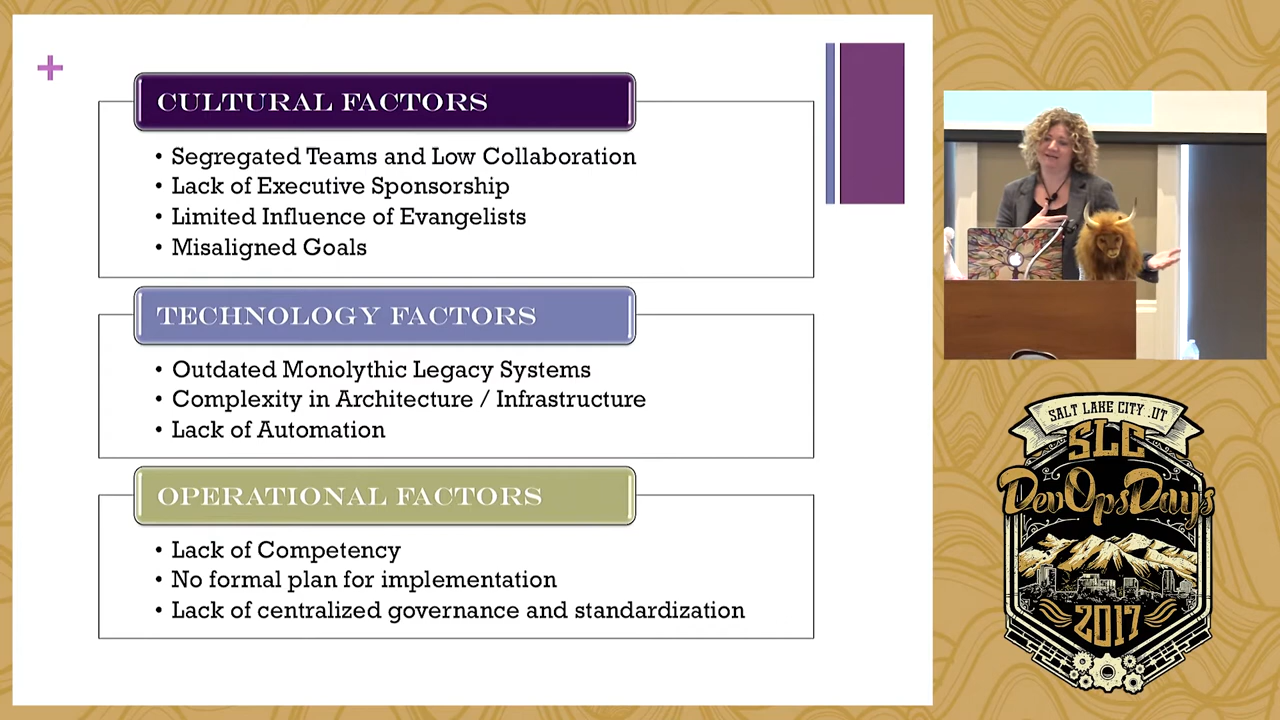 +
CULTURAL FACTORS
• Segregated Teams and Low Collaboration
• Lack of Executive Sponsorship
• Limited Influence of Evangelists
• Misaligned Goals
TECHNOLOGY FACTORS
• Outdated Monolythic Legacy Systems
• Complexity in Architecture / Infrastructure
• Lack of Automation
OPERATIONAL FACTORS
• Lack of Competency
• No formal plan for implementation
• Lack of centralized governance and standardization
SALT LAKE CITY .UT
SLC
DevOpsDays
2017